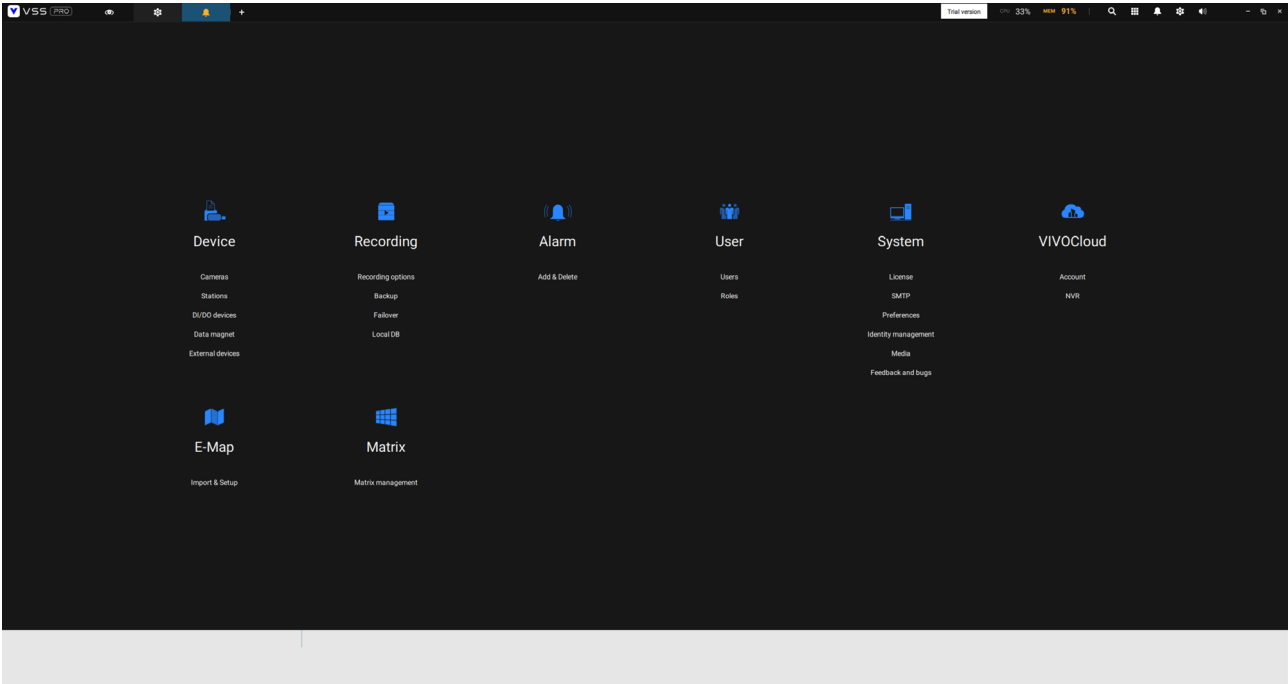 VSS PRO
Trial version CPU 33% MEM 91%
Device Recording Alarm User System VIVOCloud
Cameras Recording options Add & Delete Users License Account
Stations Backup Roles SMTP NVR
DI/DO devices Failover Preferences
Data magnet Local DB Identity management
External devices Media
Feedback and bugs
E-Map Matrix
Import & Setup Matrix management